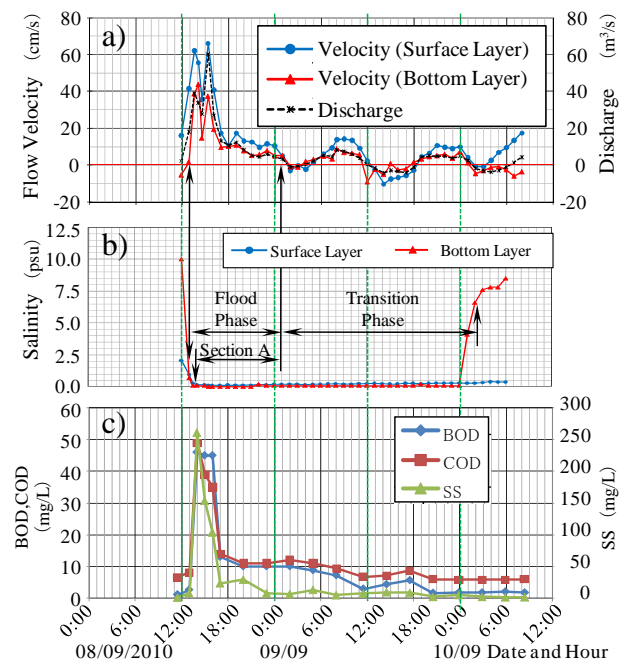 a)
Flow Velocity (cm/s)
80
60
40
20
0
-20
Velocity (Surface Layer)
Velocity (Bottom Layer)
Discharge
80
60
40
20
0
-20
Discharge (m³/s)
b)
Salinity (psu)
12.5
10.0
7.5
5.0
2.5
0.0
Surface Layer
Bottom Layer
Flood
Phase
Transition
Phase
Section A
c)
BOD,COD
(mg/L)
60
50
40
30
20
10
0
BOD
COD
SS
300
250
200
150
100
50
0
SS (mg/L)
0:00
6:00
12:00
18:00
0:00
6:00
12:00
18:00
0:00
6:00
12:00
08/09/2010
09/09
10/09 Date and Hour